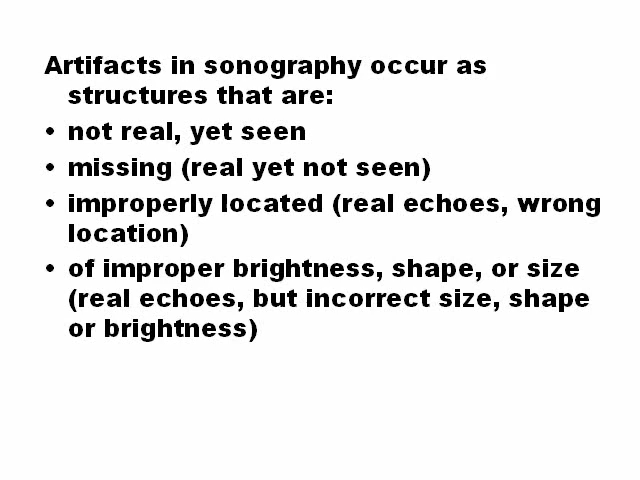 Artifacts in sonography occur as
structures that are:
• not real, yet seen
• missing (real yet not seen)
• improperly located (real echoes, wrong
location)
• of improper brightness, shape, or size
(real echoes, but incorrect size, shape
or brightness)